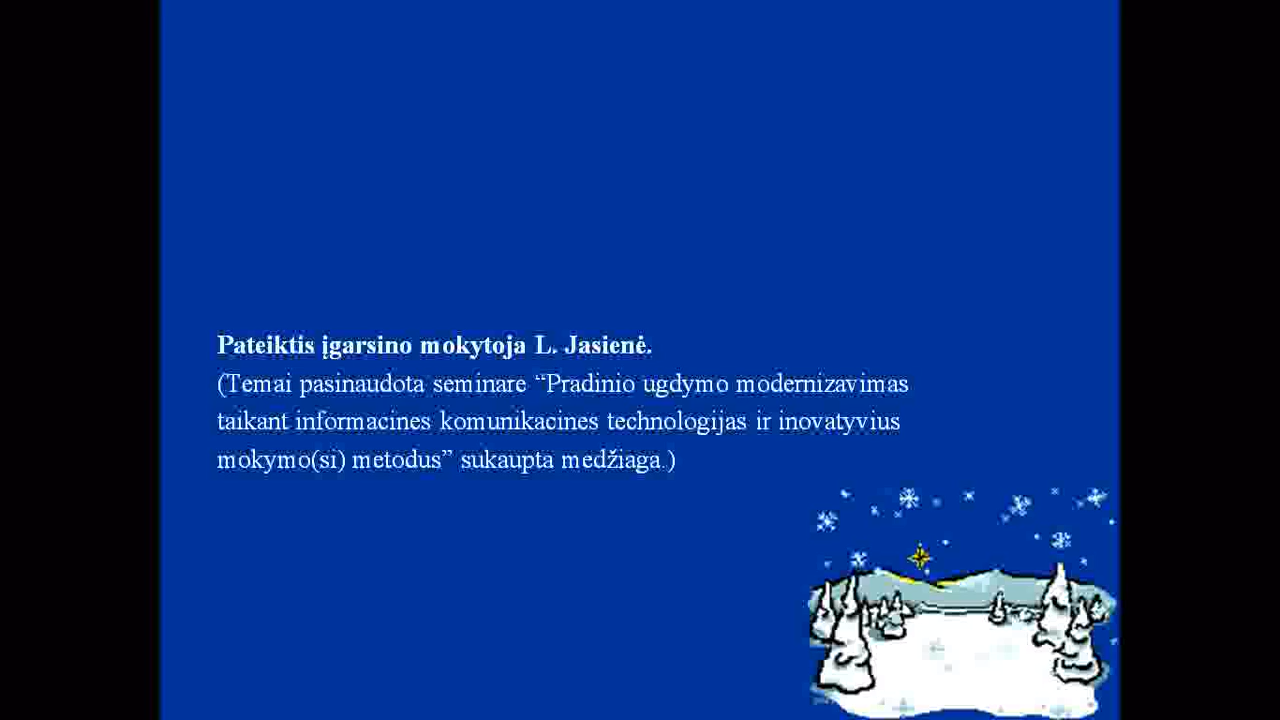 Pateiktis įgarsino mokytoja L. Jasienė.
(Temai pasinaudota seminare “Pradinio ugdymo modernizavimas
taikant informacines komunikacines technologijas ir inovatyvius
mokymo(si) metodus” sukaupta medžiaga.)